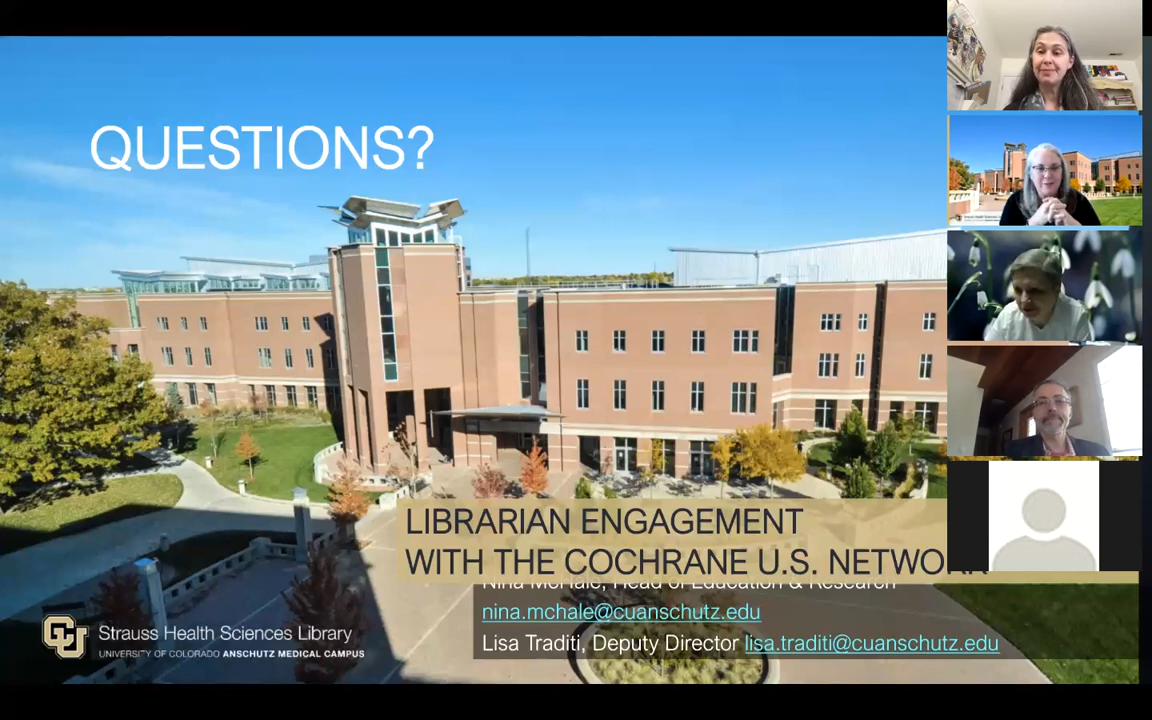 QUESTIONS?
LIBRARIAN ENGAGEMENT
WITH THE COCHRANE U.S. NETWORK
Nina McHale, Head of Education & Research
nina.mchale@cuanschutz.edu
Lisa Traditi, Deputy Director lisa.traditi@cuanschutz.edu
CU
Strauss Health Sciences Library
UNIVERSITY OF COLORADO ANSCHUTZ MEDICAL CAMPUS